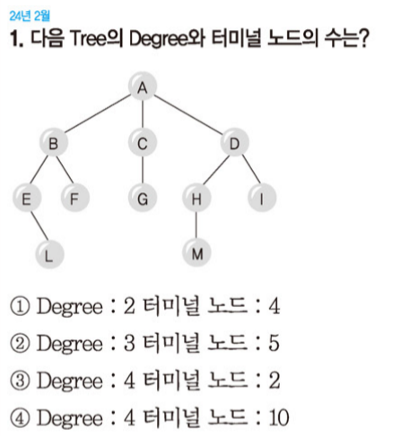 24년 2월
1. 다음 Tree의 Degree와 터미널 노드의 수는?
A
B C D
E F G H I
L M
① Degree : 2 터미널 노드 : 4
② Degree : 3 터미널 노드 : 5
③ Degree : 4 터미널 노드 : 2
④ Degree : 4 터미널 노드 : 10